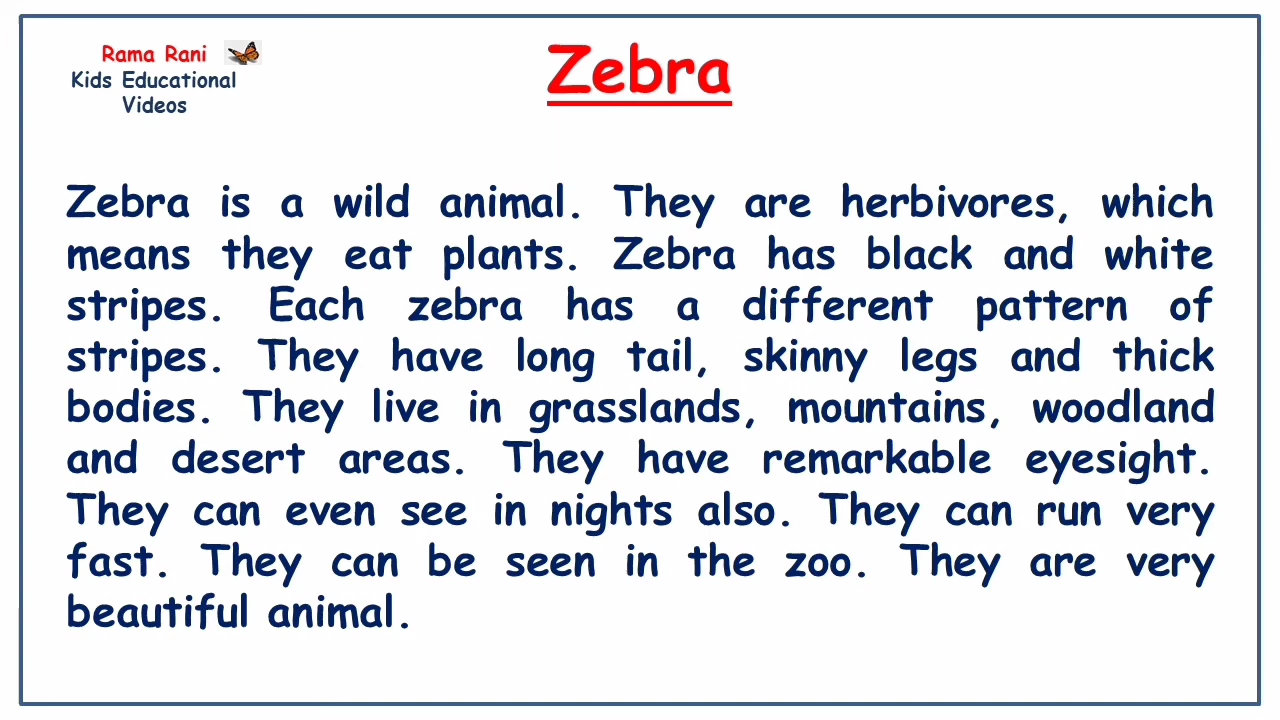 Rama Rani
Kids Educational
Videos
Zebra
Zebra is a wild animal. They are herbivores, which
means they eat plants. Zebra has black and white
stripes. Each zebra has a different pattern of
stripes. They have long tail, skinny legs and thick
bodies. They live in grasslands, mountains, woodland
and desert areas. They have remarkable eyesight.
They can even see in nights also. They can run very
fast. They can be seen in the zoo. They are very
beautiful animal.